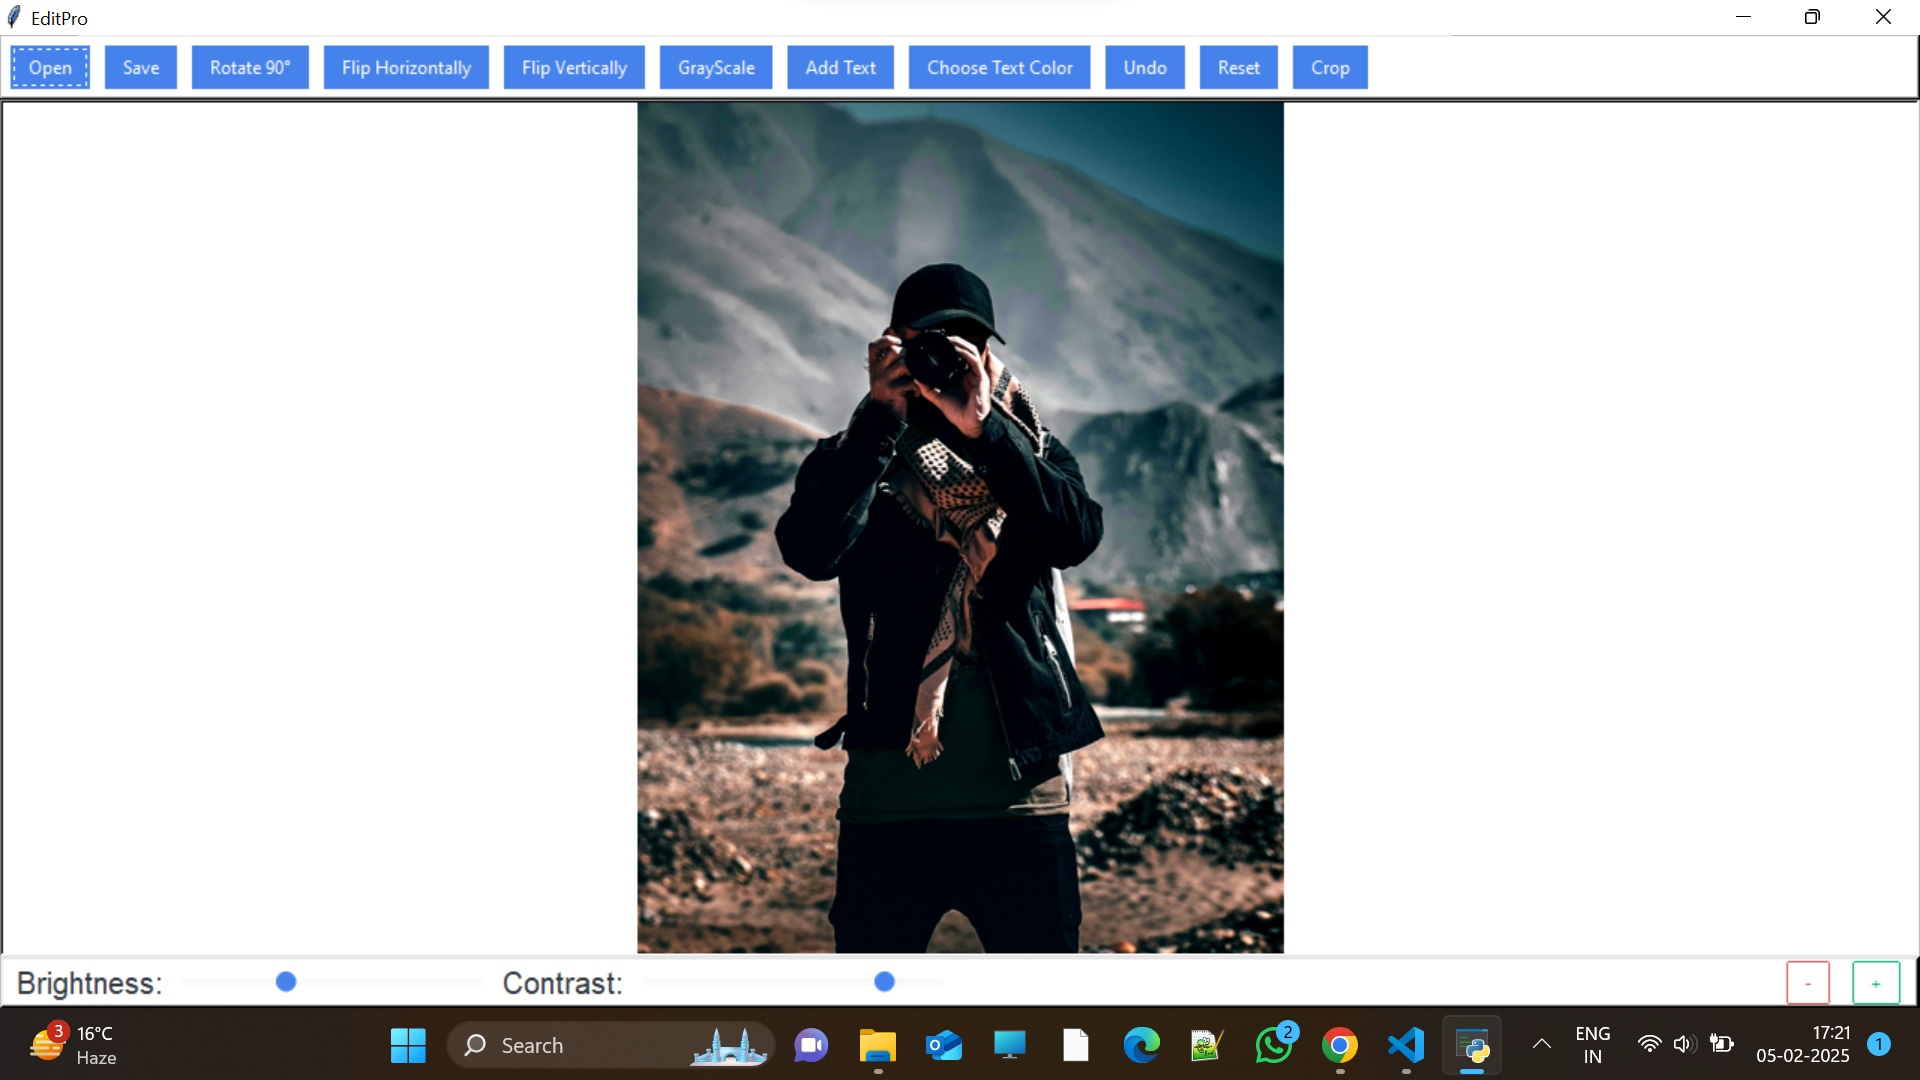 EditPro
Open Save Rotate 90° Flip Horizontally Flip Vertically GrayScale Add Text Choose Text Color Undo Reset Crop
Brightness: Contrast: - +
3 16°C
Haze
Search
2
ENG
IN
17:21
05-02-2025
1